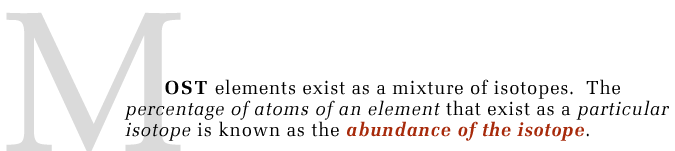 MOST elements exist as a mixture of isotopes. The
percentage of atoms of an element that exist as a particular
isotope is known as the abundance of the isotope.